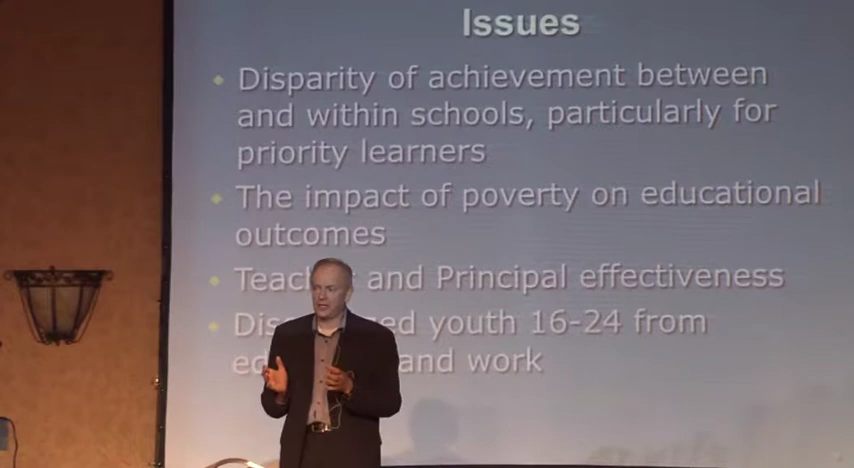 Issues
Disparity of achievement between
and within schools, particularly for
priority learners
The impact of poverty on educational
outcomes
and Principal effectiveness
youth 16-24 from
and work